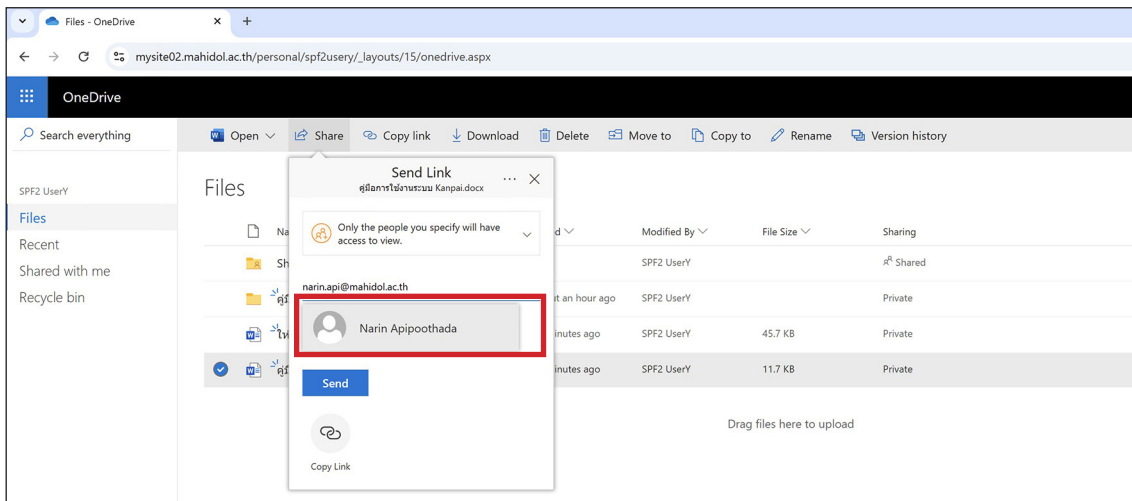 Files - OneDrive
mysite02.mahidol.ac.th/personal/spf2usery/_layouts/15/onedrive.aspx
OneDrive
Search everything
Open
Share
Copy link
Download
Delete
Move to
Copy to
Rename
Version history
SPF2 UserY
Files
Recent
Shared with me
Recycle bin
Files
Send Link
คู่มือการใช้งานระบบ Kanpai.docx
Only the people you specify will have
access to view.
narin.api@mahidol.ac.th
Narin Apipoothada
Send
Copy Link
Na
d
Modified By
File Size
Sharing
Sh
SPF2 UserY
Shared
ut an hour ago
SPF2 UserY
Private
inutes ago
SPF2 UserY
45.7 KB
Private
inutes ago
SPF2 UserY
11.7 KB
Private
Drag files here to upload